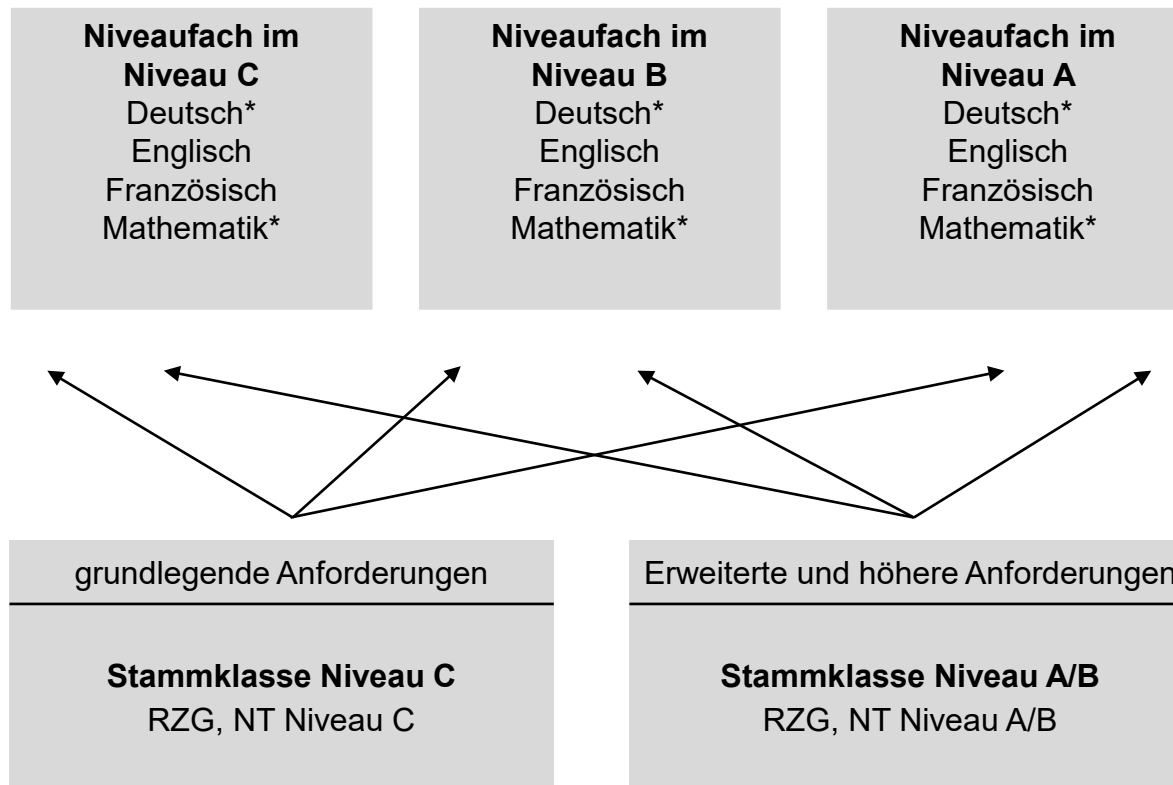 Niveaufach im
Niveau C
Deutsch*
Englisch
Französisch
Mathematik*
Niveaufach im
Niveau B
Deutsch*
Englisch
Französisch
Mathematik*
Niveaufach im
Niveau A
Deutsch*
Englisch
Französisch
Mathematik*
grundlegende Anforderungen
Stammklasse Niveau C
RZG, NT Niveau C
Erweiterte und höhere Anforderungen
Stammklasse Niveau A/B
RZG, NT Niveau A/B